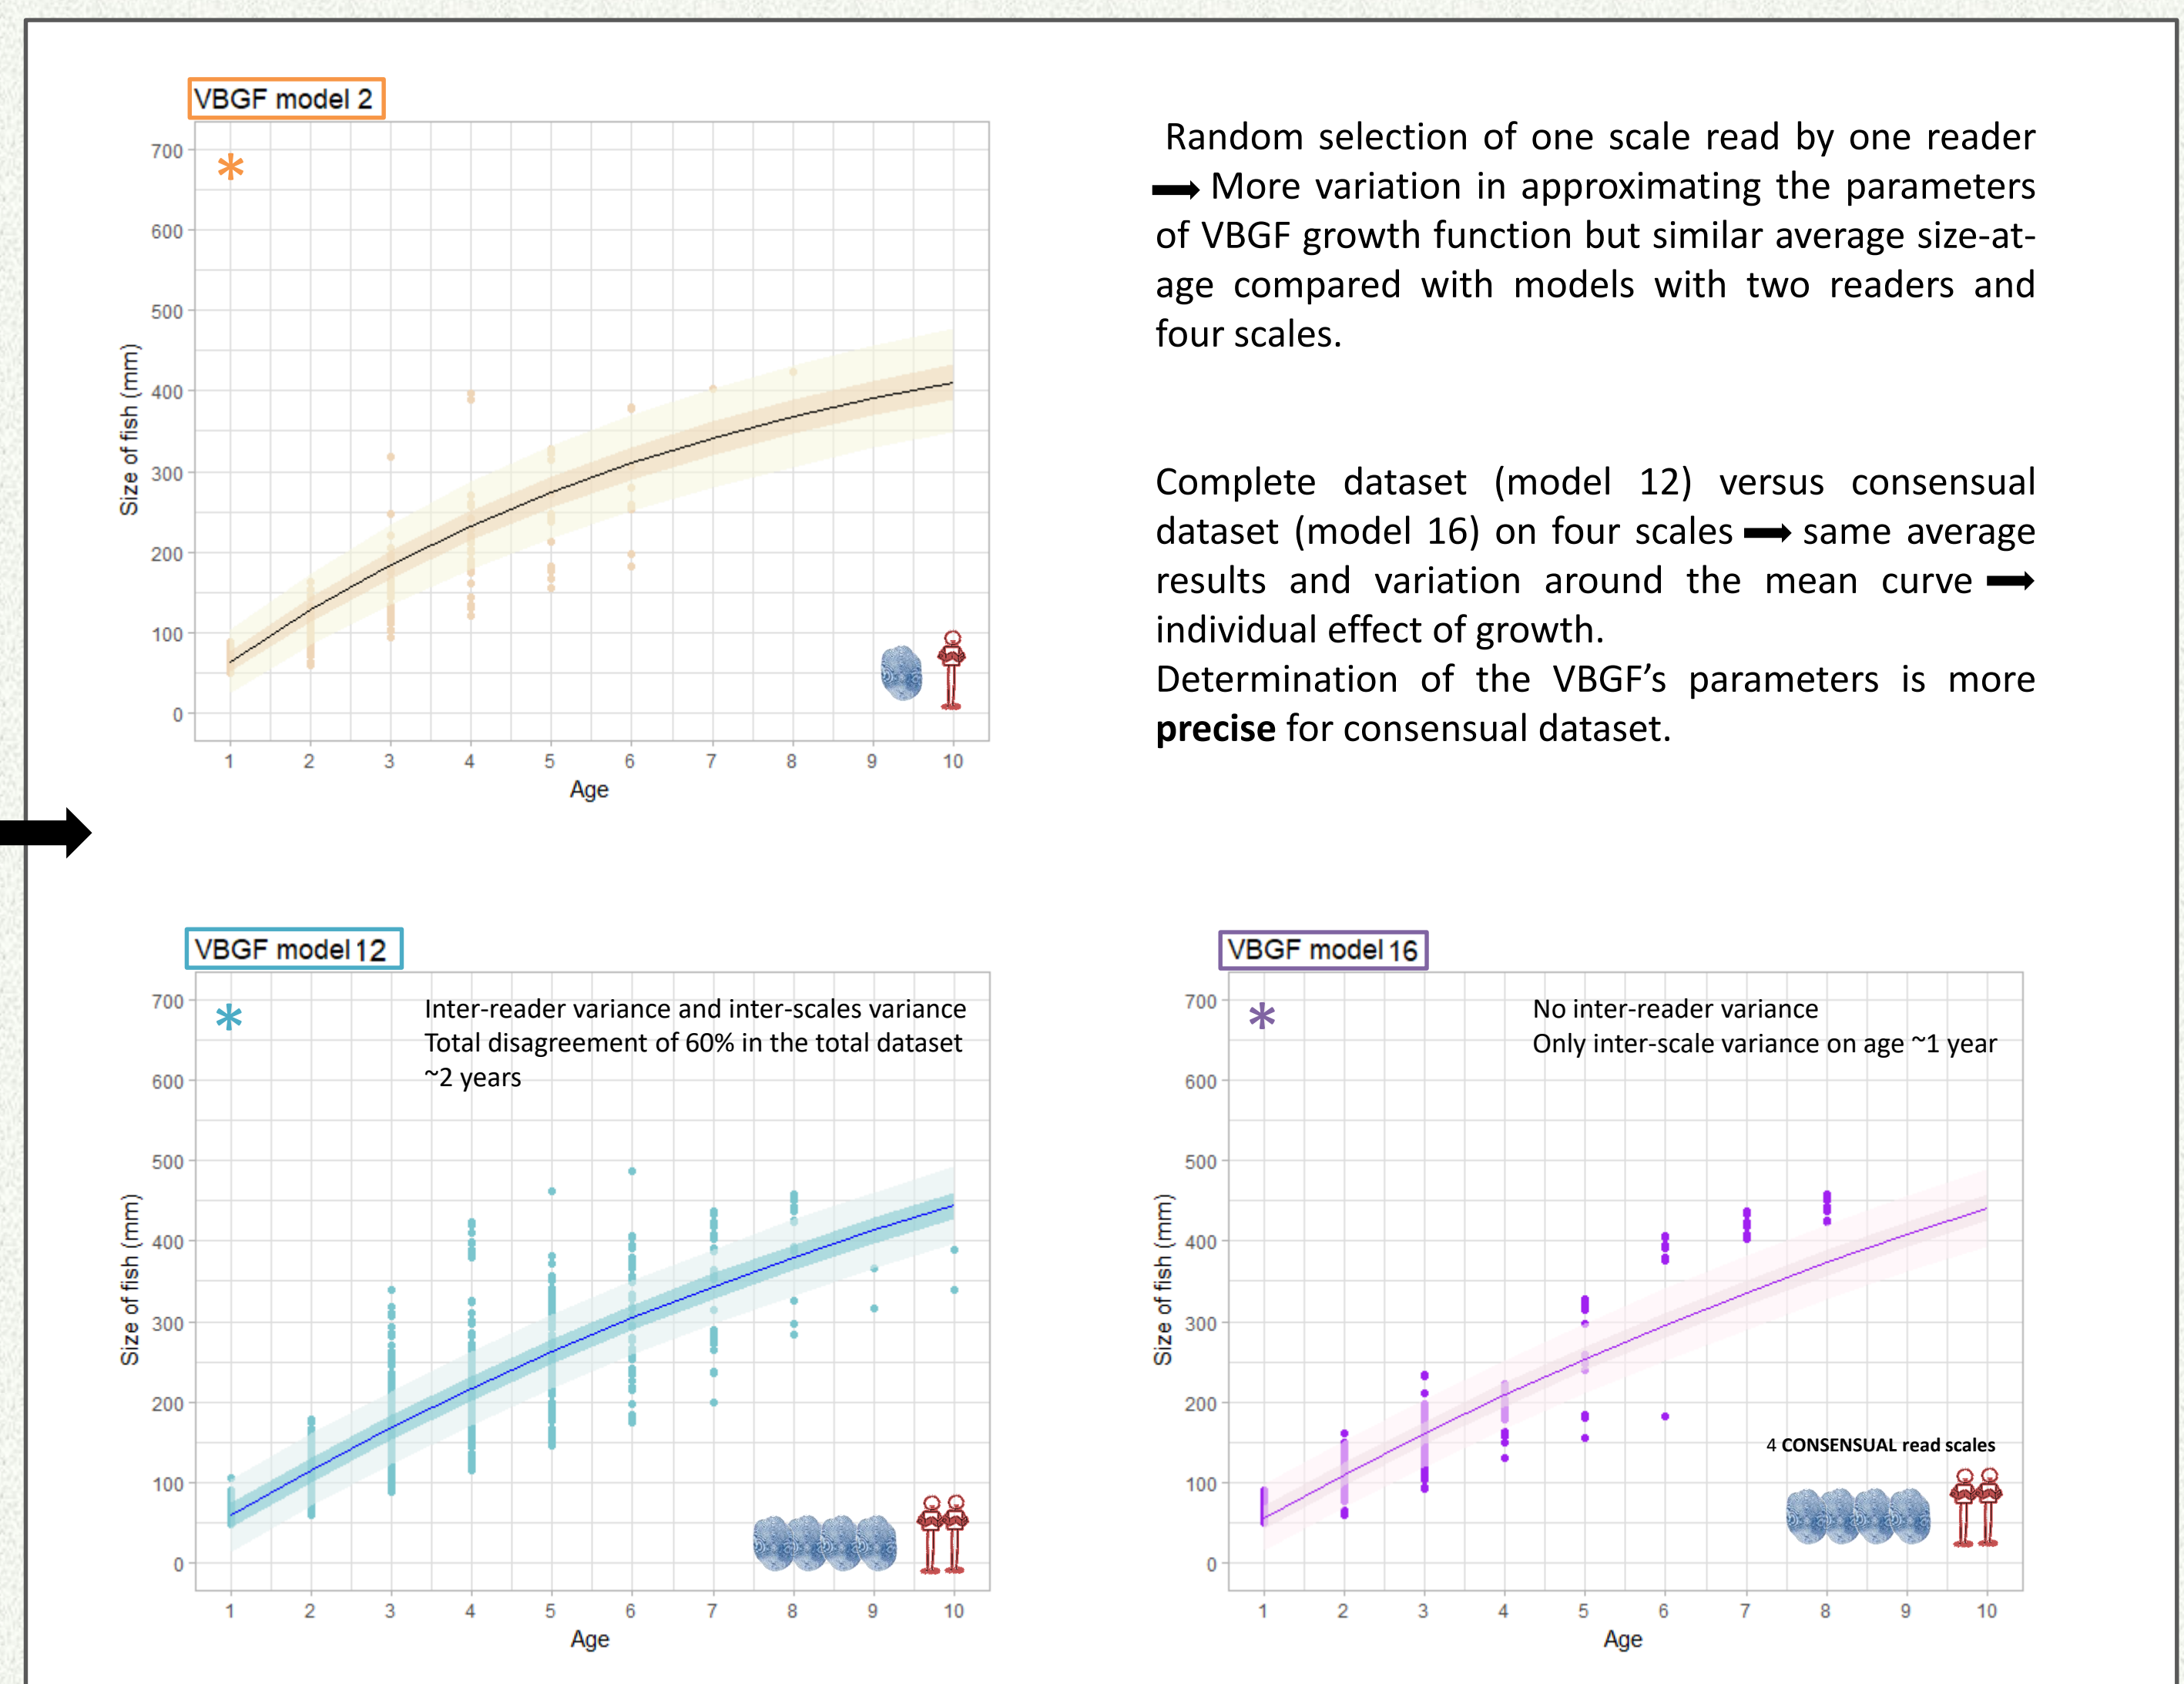 VBGF model 2
700
600
500
400
300
200
100
0
Size of fish (mm)
1 2 3 4 5 6 7 8 9 10
Age
Random selection of one scale read by one reader
More variation in approximating the parameters
of VBGF growth function but similar average size-at-
age compared with models with two readers and
four scales.
Complete dataset (model 12) versus consensual
dataset (model 16) on four scales same average
results and variation around the mean curve
individual effect of growth.
Determination of the VBGF's parameters is more
precise for consensual dataset.
VBGF model 12
Inter-reader variance and inter-scales variance
Total disagreement of 60% in the total dataset
~2 years
700
600
500
400
300
200
100
0
Size of fish (mm)
1 2 3 4 5 6 7 8 9 10
Age
VBGF model 16
No inter-reader variance
Only inter-scale variance on age ~1 year
700
600
500
400
300
200
100
0
Size of fish (mm)
4 CONSENSUAL read scales
1 2 3 4 5 6 7 8 9 10
Age